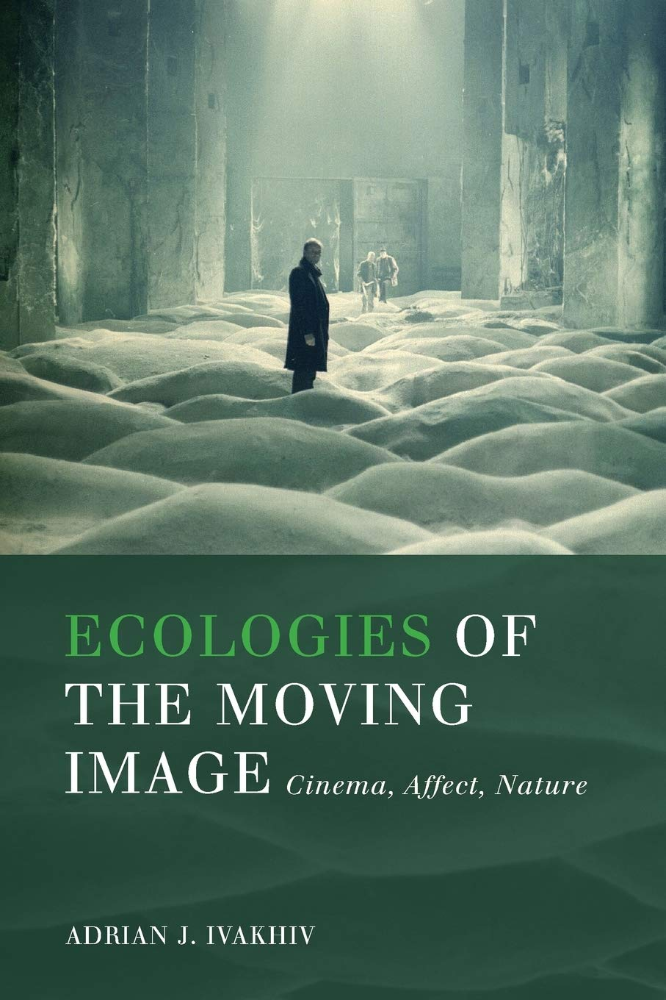 ECOLOGIES OF
THE MOVING
IMAGE Cinema, Affect, Nature
ADRIAN J. IVAKHIV